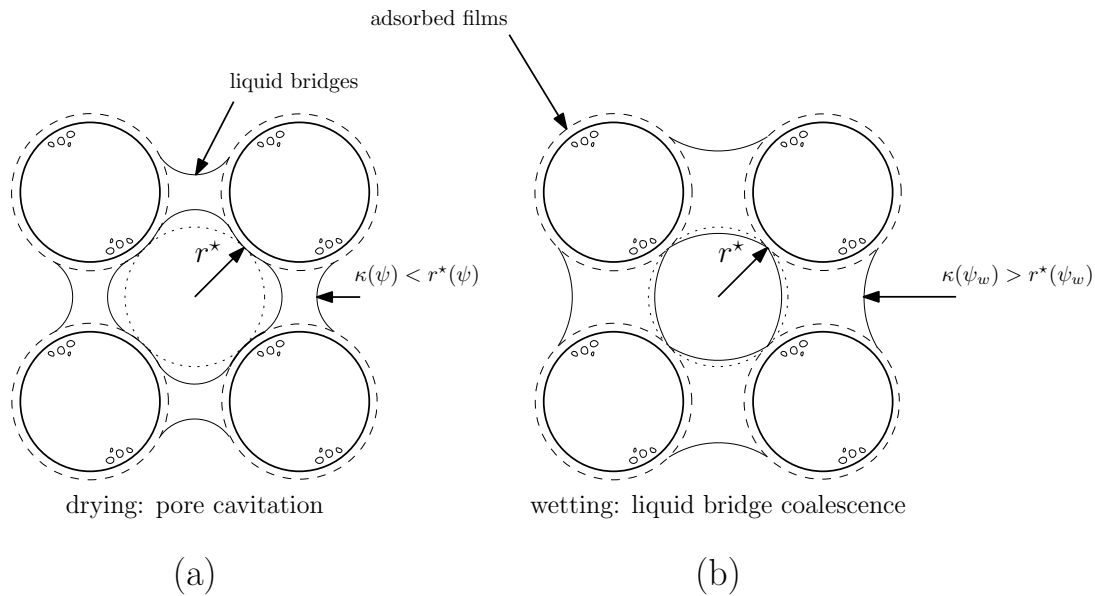 adsorbed films
liquid bridges
r⋆
κ(ψ) < r⋆(ψ)
r⋆
κ(ψw) > r⋆(ψw)
drying: pore cavitation
wetting: liquid bridge coalescence
(a)
(b)